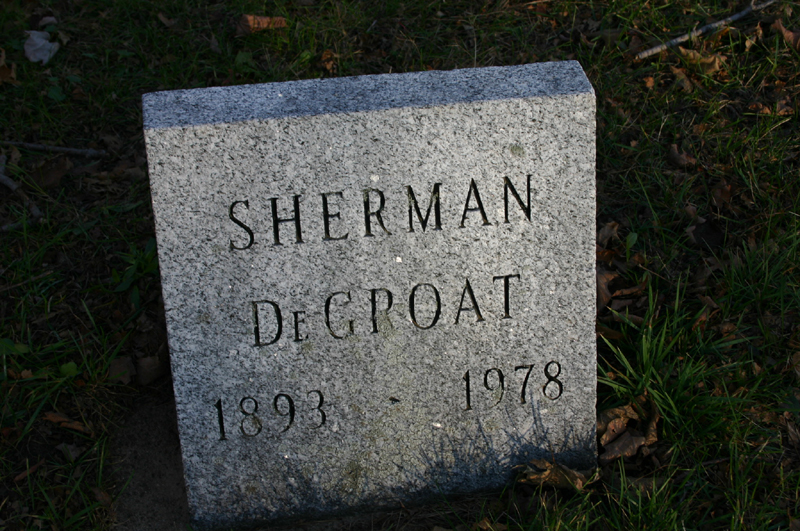 SHERMAN
DEGROAT
1893 - 1978